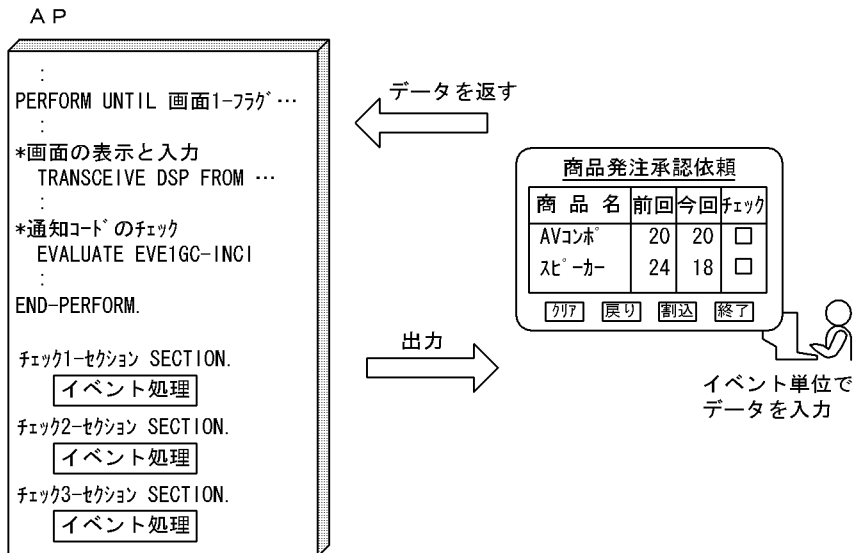 ＡＰ
:
PERFORM UNTIL 画面1-ﾌﾗｸﾞ…
:
*画面の表示と入力
TRANSCEIVE DSP FROM …
:
*通知ｺｰﾄﾞのﾁｪｯｸ
EVALUATE EVE1GC-INCI
:
END-PERFORM.
ﾁｪｯｸ1-ｾｸｼｮﾝ SECTION.
イベント処理
ﾁｪｯｸ2-ｾｸｼｮﾝ SECTION.
イベント処理
ﾁｪｯｸ3-ｾｸｼｮﾝ SECTION.
イベント処理
データを返す
出力
商品発注承認依頼
商品名 前回 今回 ﾁｪｯｸ
AVｺﾝﾎﾟ 20 20 □
ｽﾋﾟｰｶｰ 24 18 □
ｸﾘｱ 戻り 割込 終了
イベント単位で
データを入力